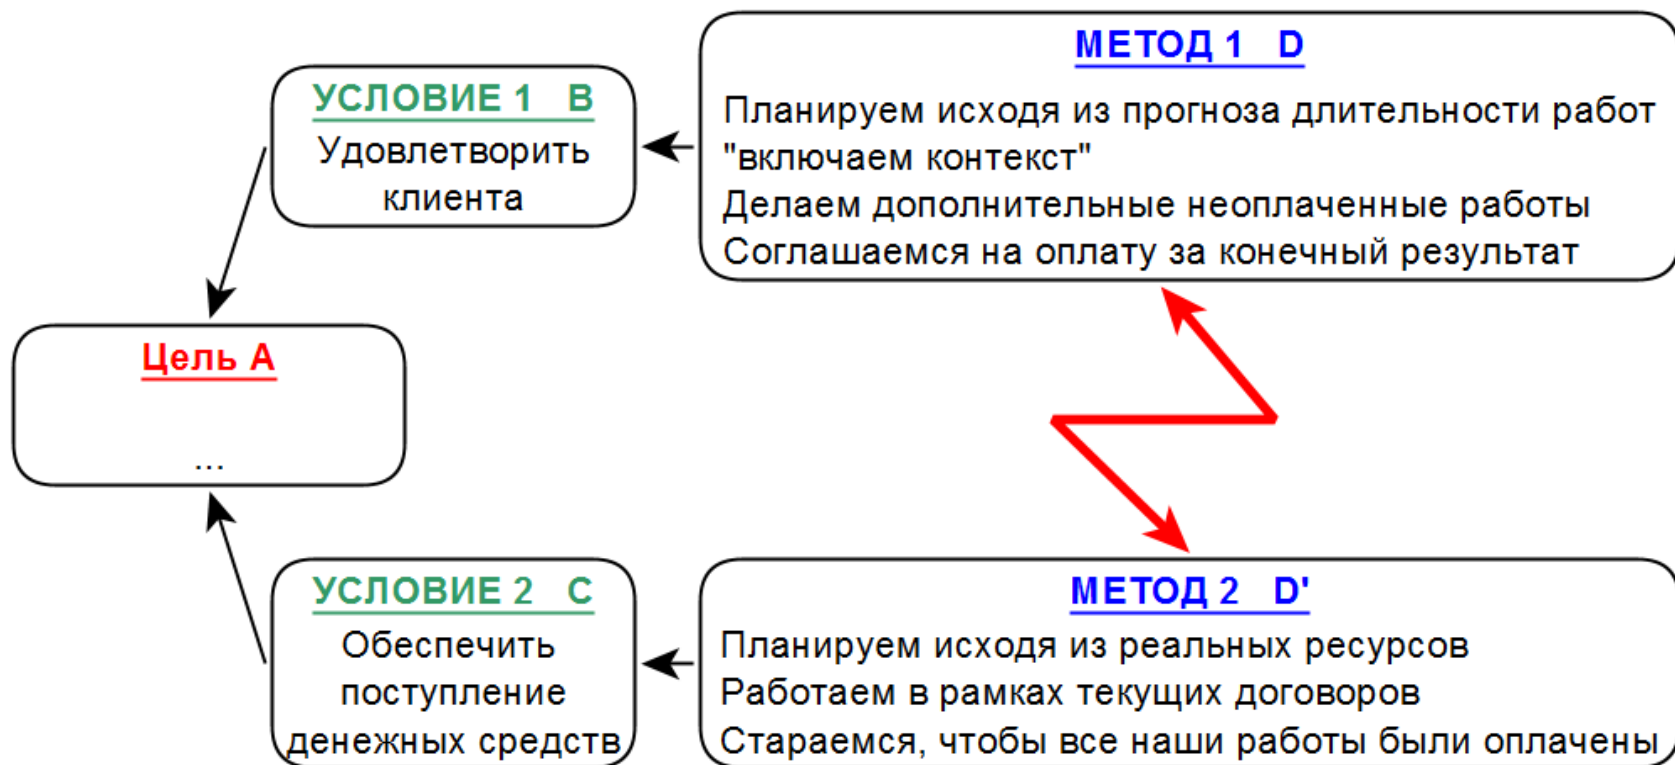 МЕТОД 1 D
Планируем исходя из прогноза длительности работ
"включаем контекст"
Делаем дополнительные неоплаченные работы
Соглашаемся на оплату за конечный результат
УСЛОВИЕ 1 B
Удовлетворить
клиента
Цель A
...
УСЛОВИЕ 2 C
Обеспечить
поступление
денежных средств
МЕТОД 2 D'
Планируем исходя из реальных ресурсов
Работаем в рамках текущих договоров
Стараемся, чтобы все наши работы были оплачены